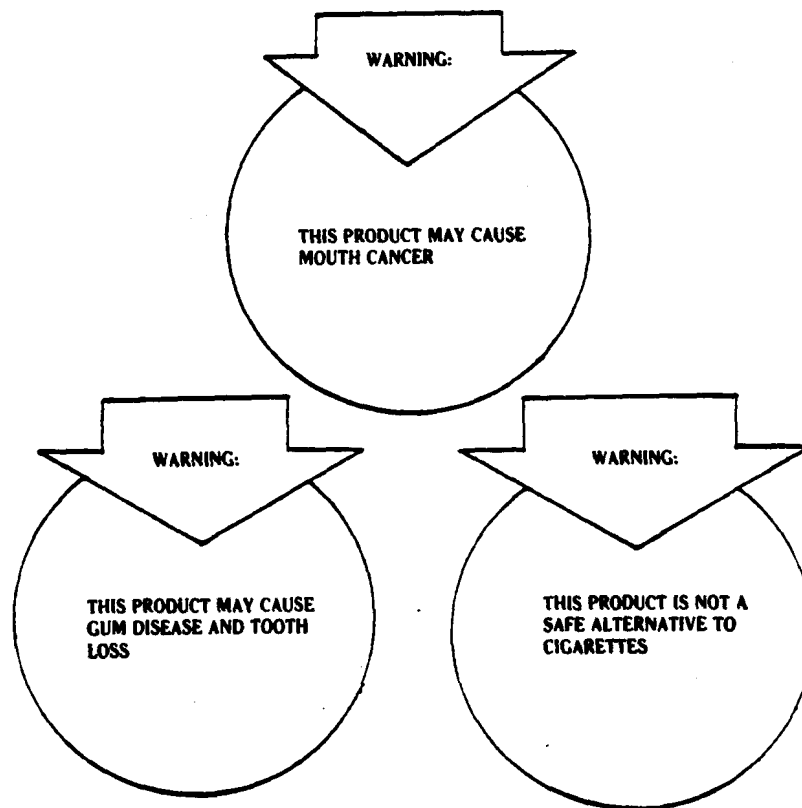 WARNING:
THIS PRODUCT MAY CAUSE
MOUTH CANCER
WARNING:
THIS PRODUCT MAY CAUSE
GUM DISEASE AND TOOTH
LOSS
WARNING:
THIS PRODUCT IS NOT A
SAFE ALTERNATIVE TO
CIGARETTES